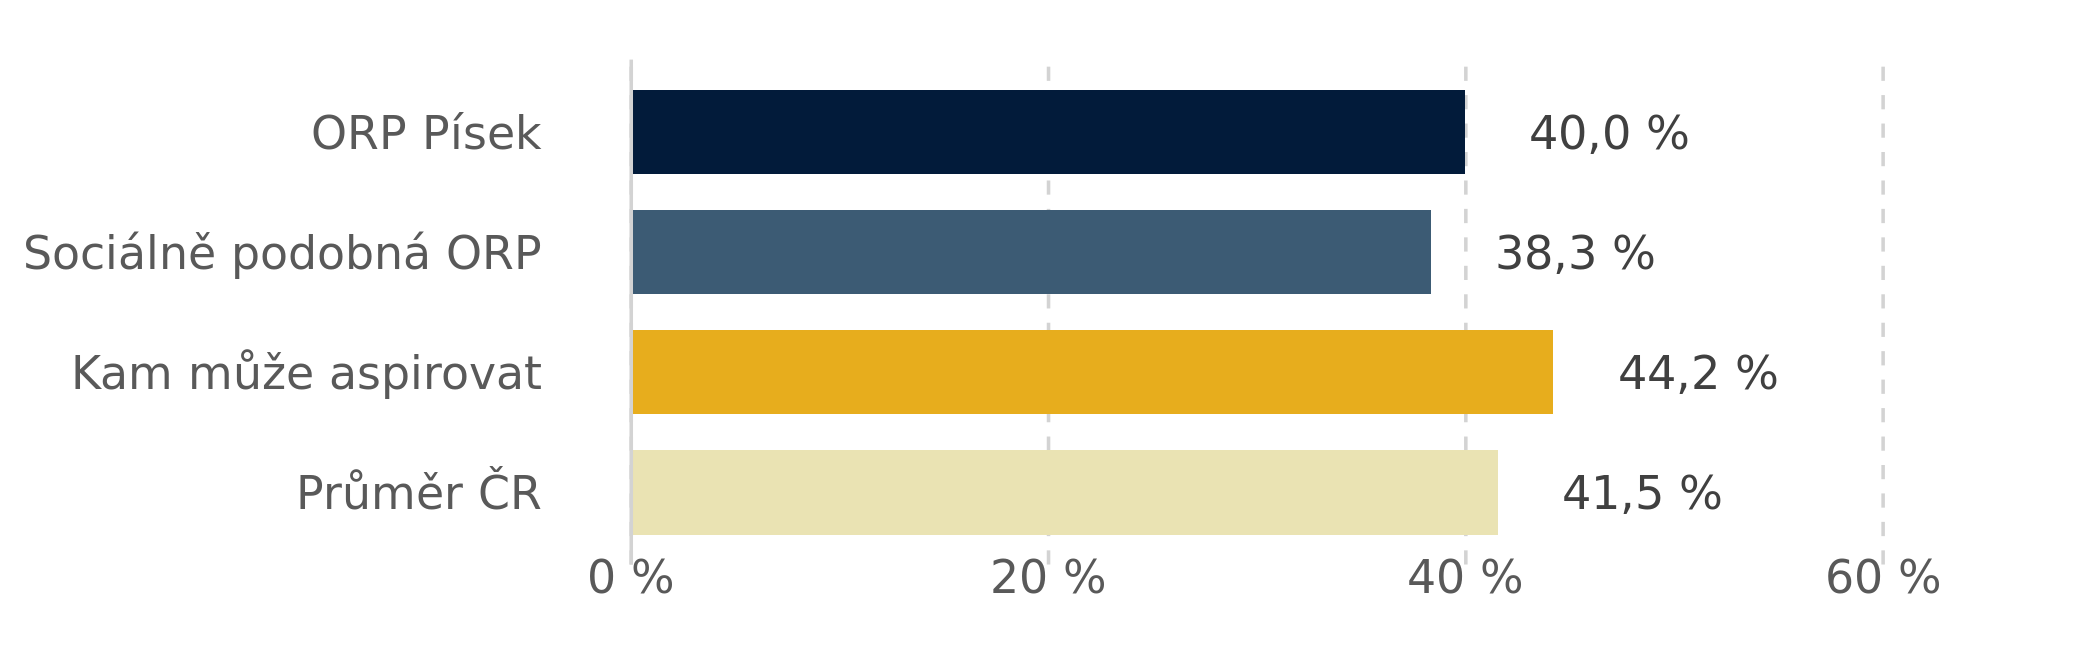 ORP Písek 40,0 %
Sociálně podobná ORP 38,3 %
Kam může aspirovat 44,2 %
Průměr ČR 41,5 %
0 % 20 % 40 % 60 %